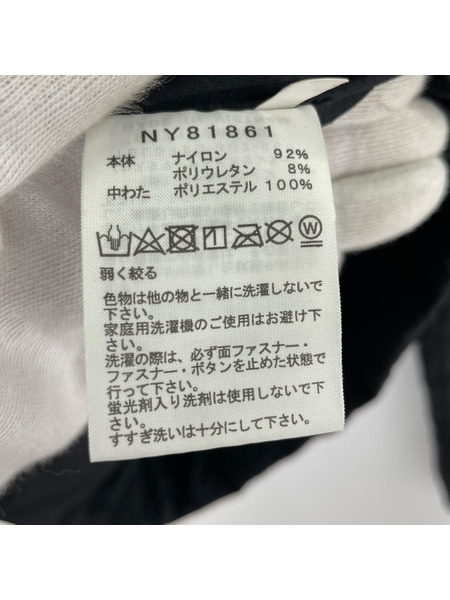 NY81861
本体 ナイロン 92%
ポリウレタン 8%
中わた ポリエステル 100%
弱く絞る
色物は他の物と一緒に洗濯しないで
下さい。
家庭用洗濯機のご使用はお避け下
さい。
洗濯の際は、必ず面ファスナー・
ファスナー・ボタンを止めた状態で
行って下さい。
蛍光剤入り洗剤は使用しないで下
さい。
すすぎ洗いは十分にして下さい。